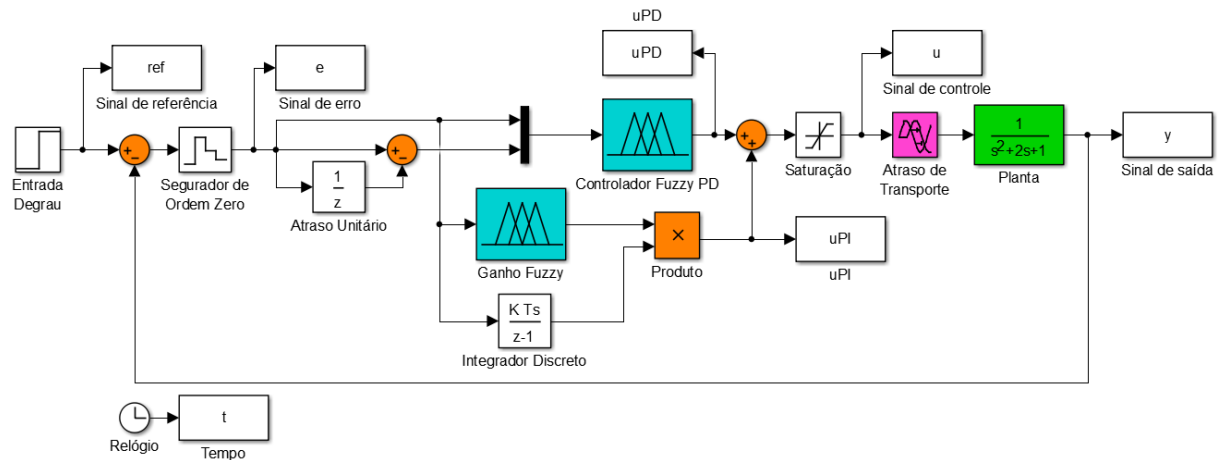 uPD
uPD
ref
Sinal de referência
e
Sinal de erro
u
Sinal de controle
Entrada
Degrau
+
−
Segurador de
Ordem Zero
+
−
1
z
Atraso Unitário
Controlador Fuzzy PD
+
+
Saturação
Atraso de
Transporte
1
s²+2s+1
Planta
y
Sinal de saída
Ganho Fuzzy
×
Produto
uPI
uPI
K Ts
z-1
Integrador Discreto
Relógio
t
Tempo